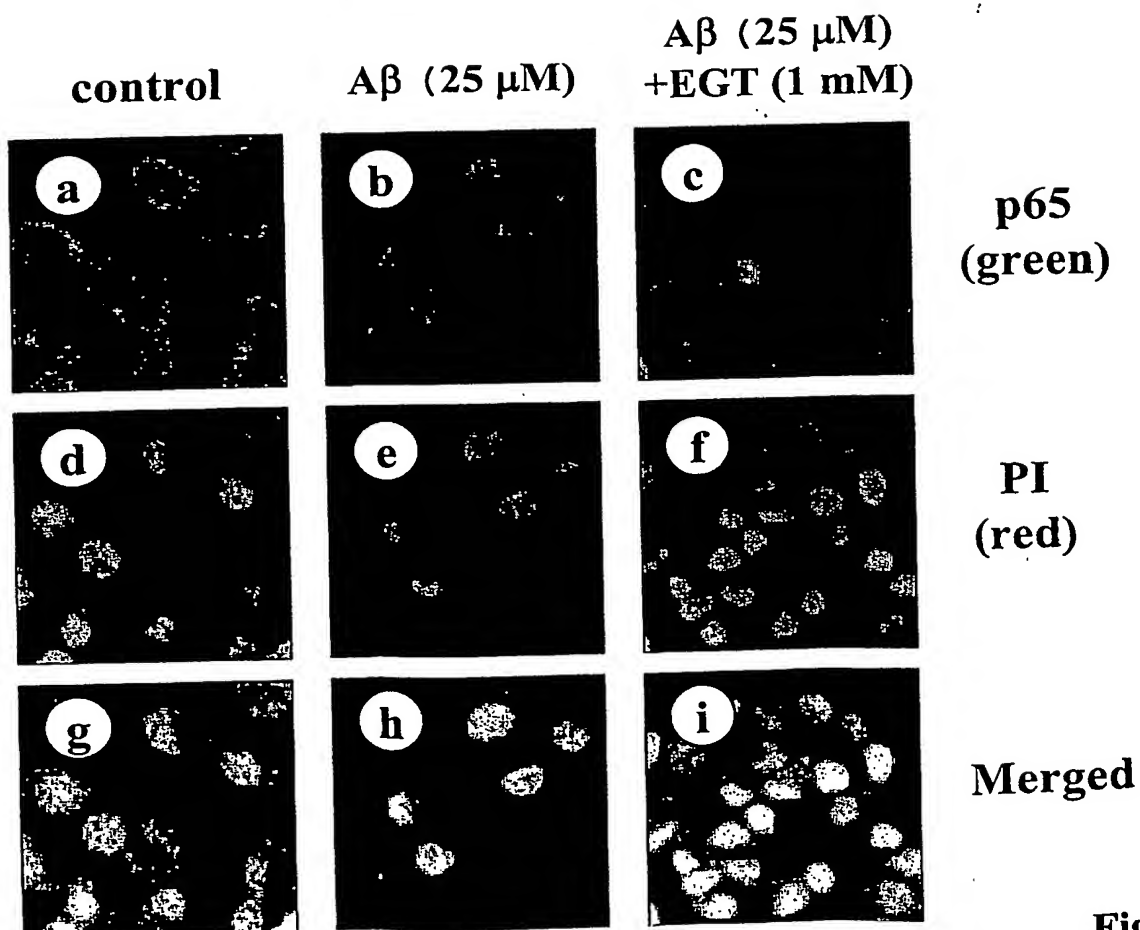 control
Aβ (25 μM)
Aβ (25 μM)
+EGT (1 mM)
a
b
c
p65
(green)
d
e
f
PI
(red)
g
h
i
Merged